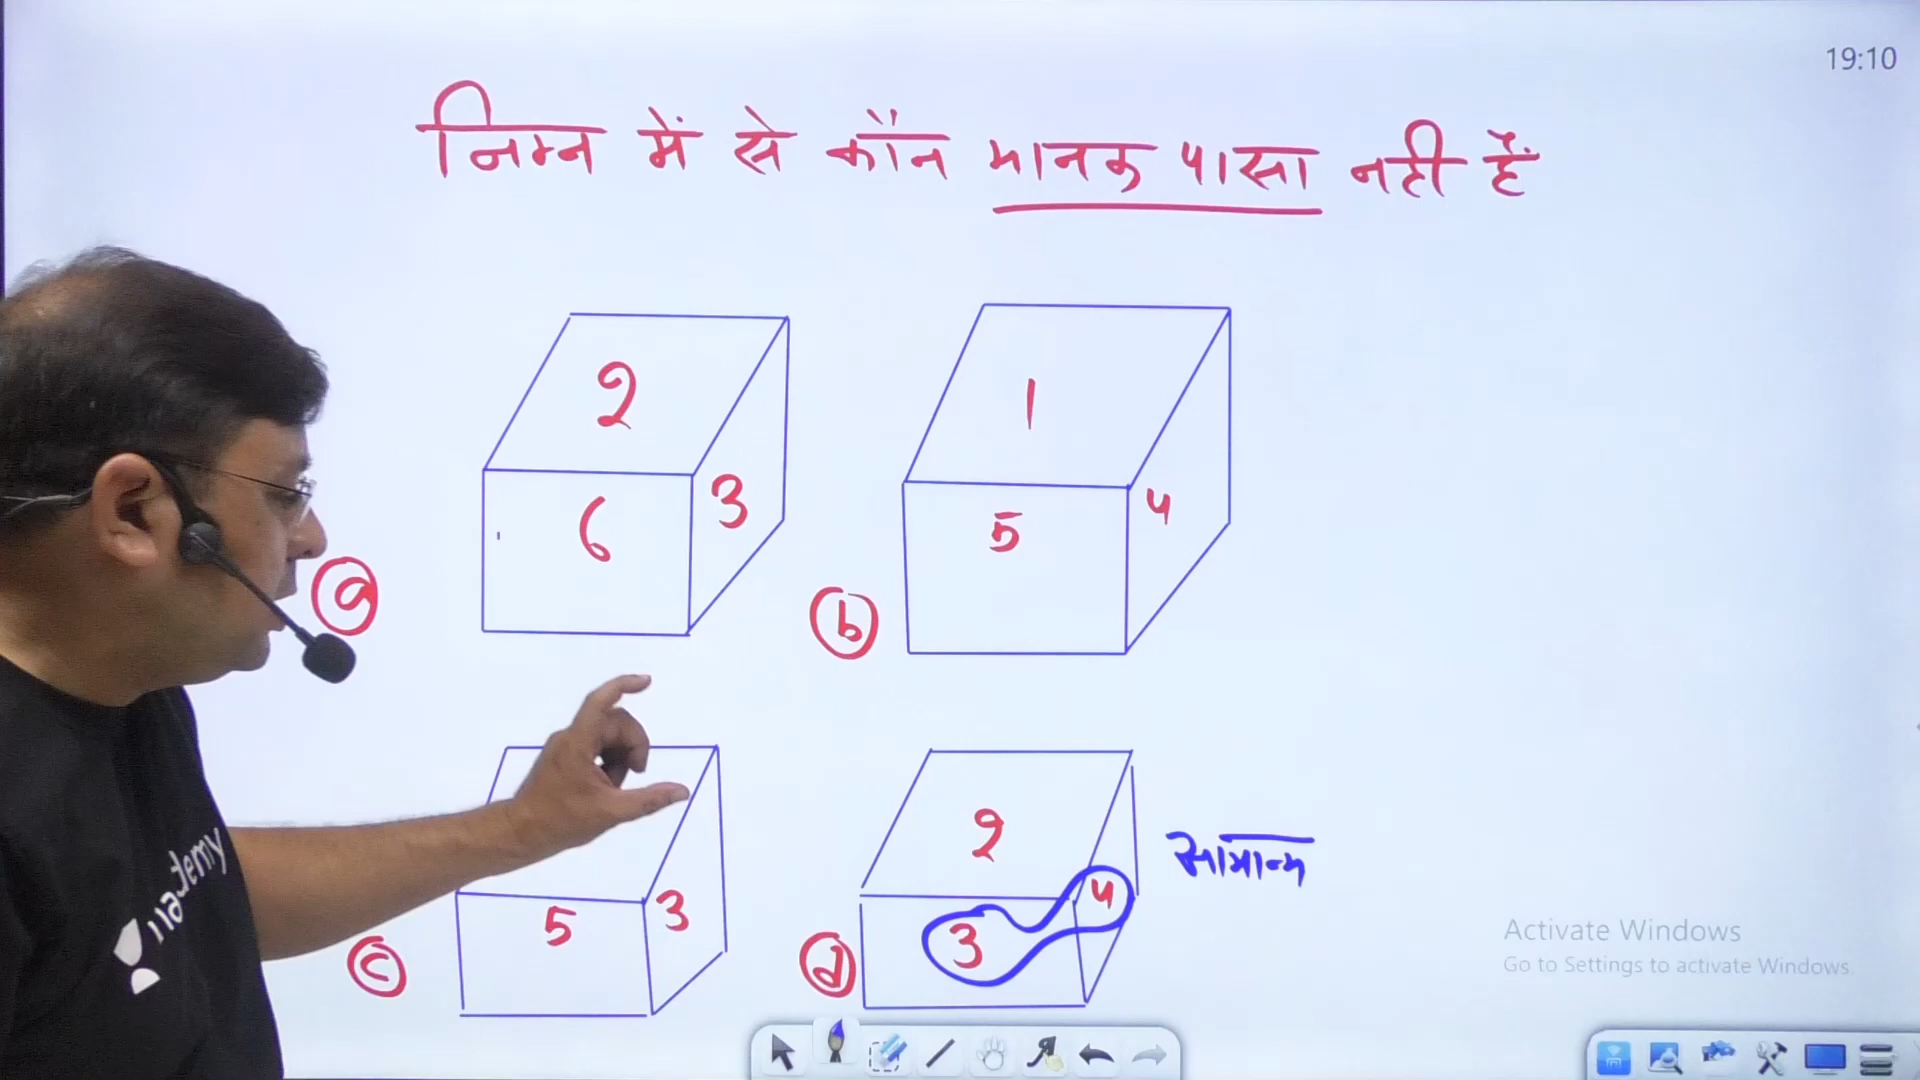 19:10
निम्न में से कौन मानक पासा नहीं हैं
2
6
3
a
1
5
4
b
5
3
c
2
3
4
d
सामान्य
unacademy
Activate Windows
Go to Settings to activate Windows.